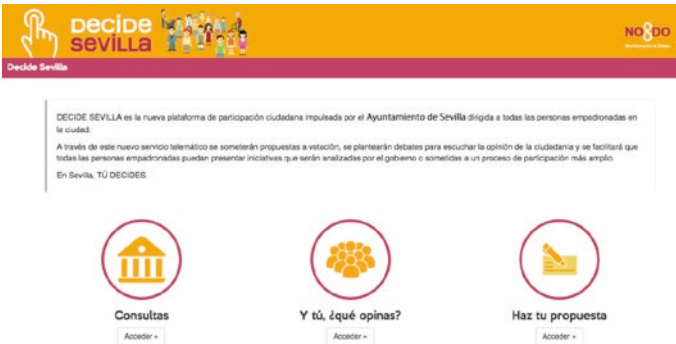 Decide
sevilla
NO8DO
Decide Sevilla
DECIDE SEVILLA es la nueva plataforma de participación ciudadana impulsada por el Ayuntamiento de Sevilla dirigida a todas las personas empadronadas en
la ciudad.
A través de este nuevo servicio telemático se someterán propuestas a votación, se plantearán debates para escuchar la opinión de la ciudadanía y se facilitará que
todas las personas empadronadas puedan presentar iniciativas que serán analizadas por el gobierno o sometidas a un proceso de participación más amplio.
En Sevilla, TÚ DECIDES.
Consultas
Y tú, ¿qué opinas?
Haz tu propuesta
Acceder +
Acceder +
Acceder +